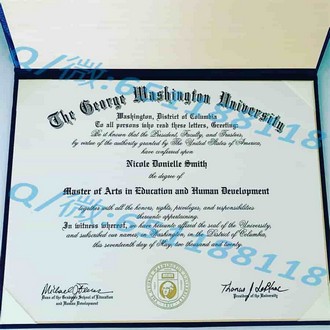 The George Washington University
Washington, District of Columbia
To all persons who read these letters, Greeting:
Be it known that the President, Faculty, and Trustees,
by virtue of the authority granted by The United States of America,
have conferred upon
Nicole Donielle Smith
the degree of
Master of Arts in Education and Human Development
together with all the honors, rights, privileges, and responsibilities
thereunto appertaining.
In witness whereof, we have hereunto affixed the seal of the University,
and subscribed our names, in Washington in the District of Columbia,
this seventeenth day of May, two thousand and twenty.
Dean of the Graduate School of Education
and Human Development
President of the University